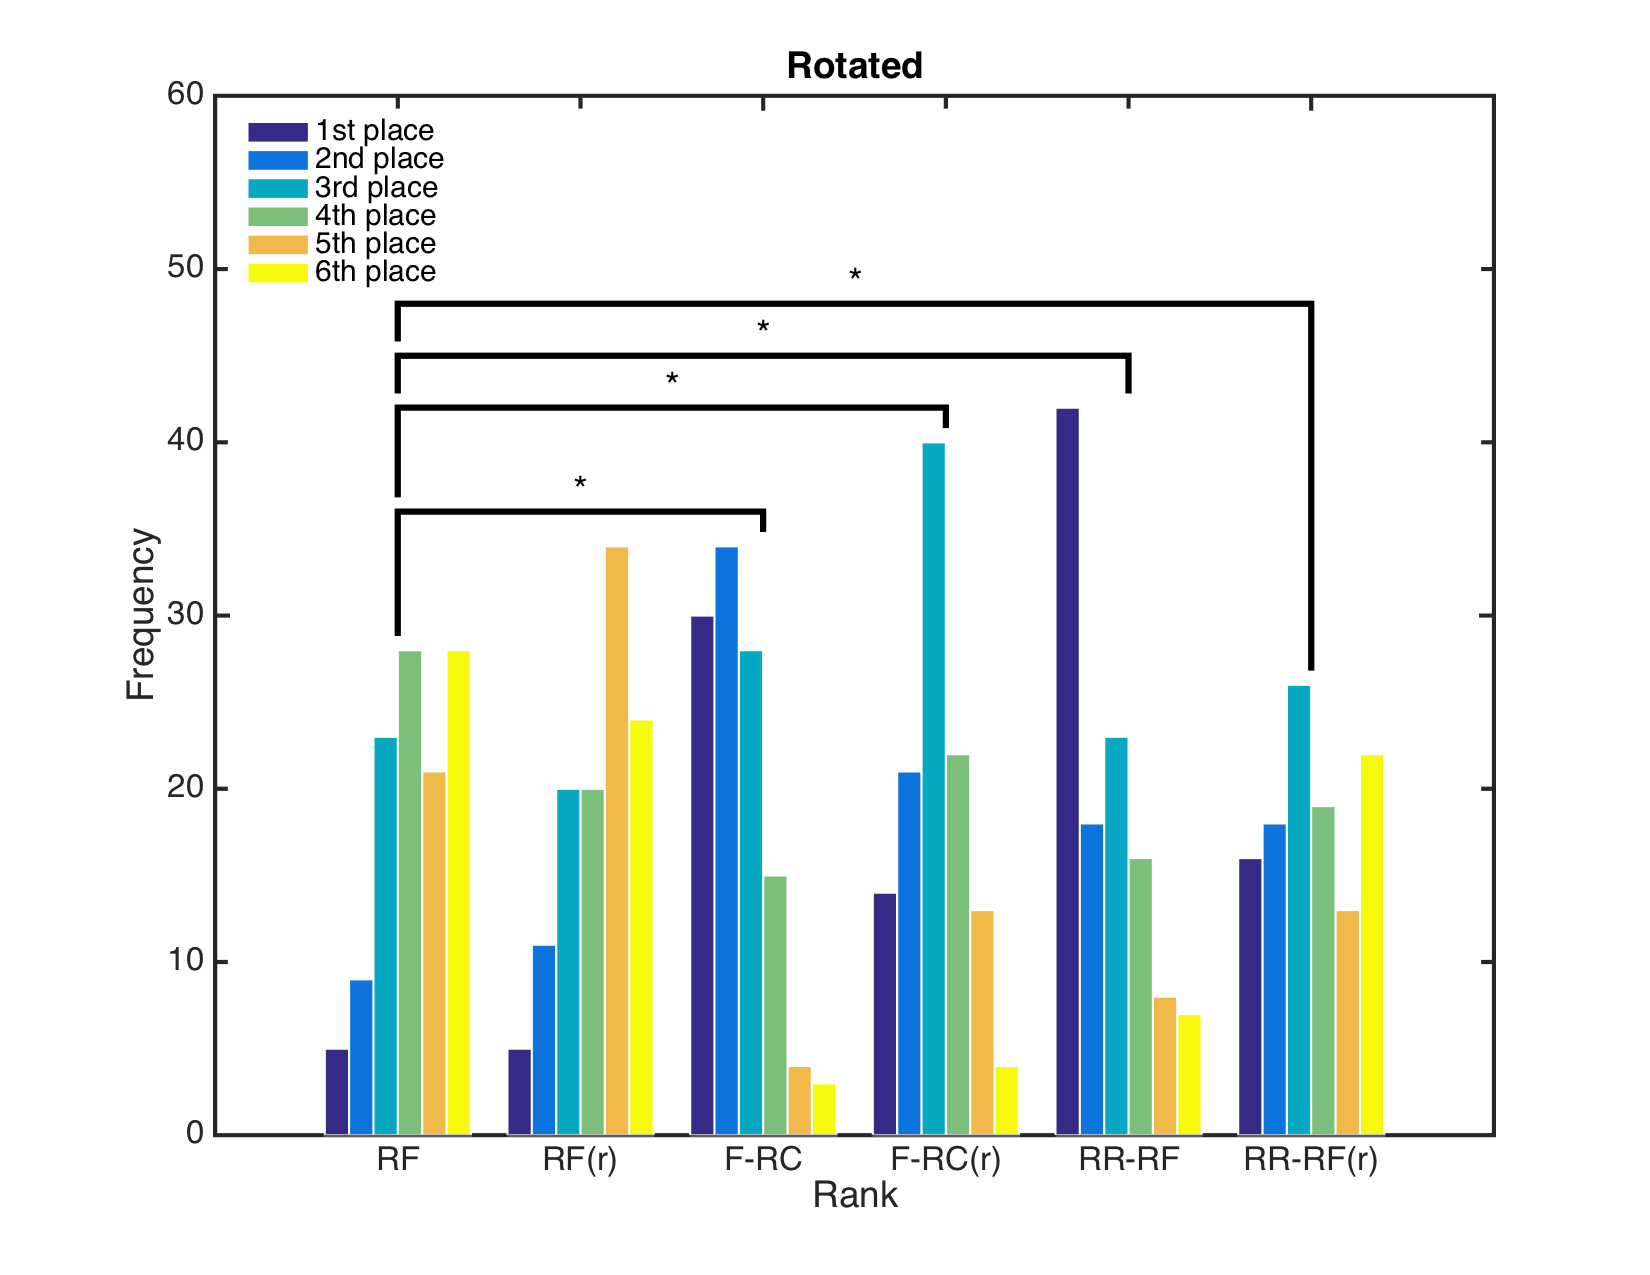 Rotated
60
50
40
30
20
10
0
Frequency
1st place
2nd place
3rd place
4th place
5th place
6th place
*
*
*
*
RF RF(r) F-RC F-RC(r) RR-RF RR-RF(r)
Rank